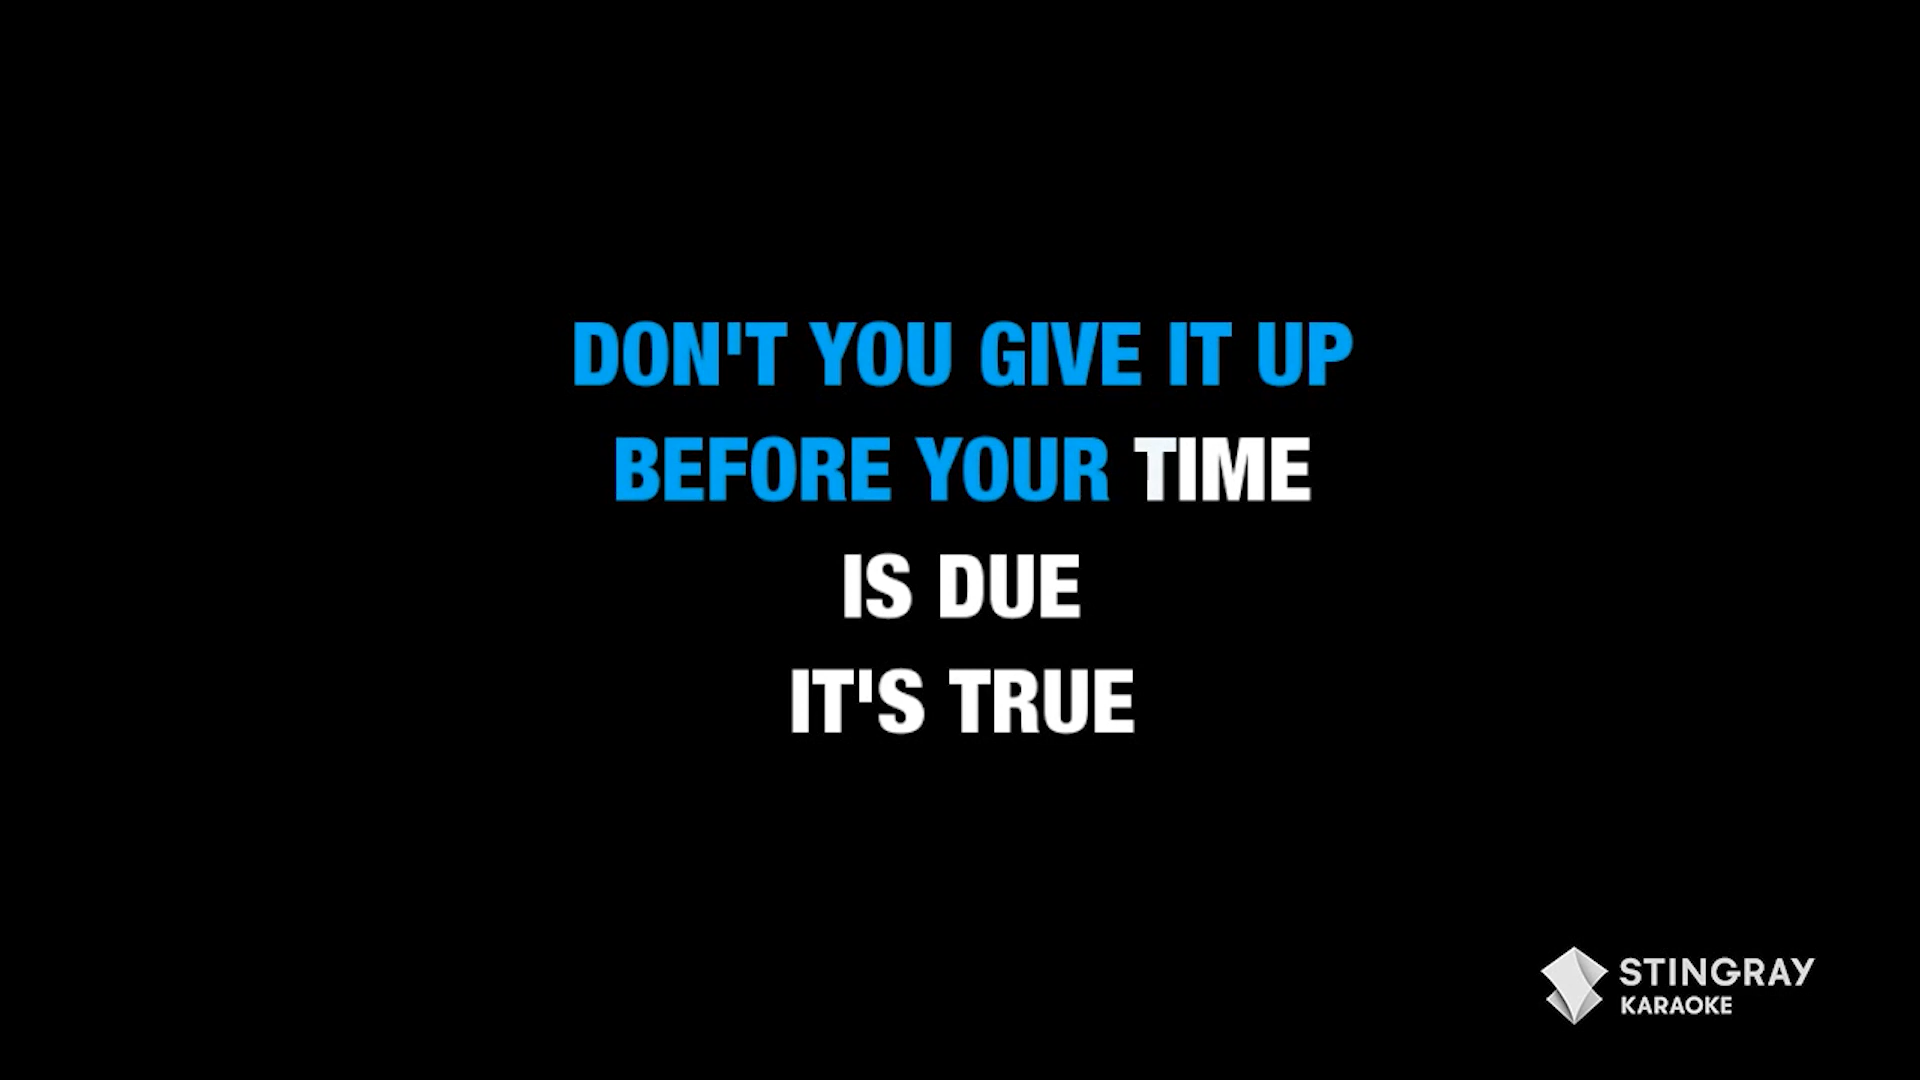 DON'T YOU GIVE IT UP
BEFORE YOUR TIME
IS DUE
IT'S TRUE
STINGRAY
KARAOKE